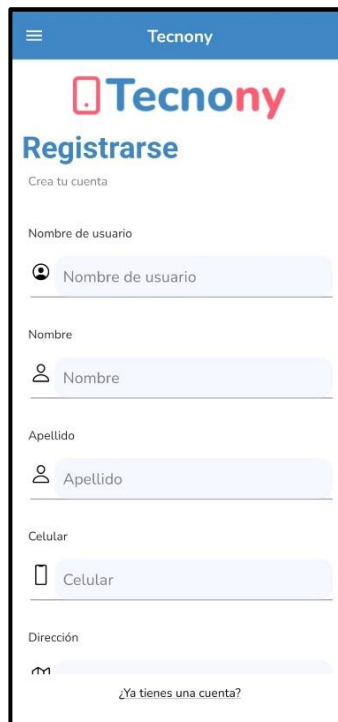 Tecnony
Tecnony
Registrarse
Crea tu cuenta
Nombre de usuario
Nombre de usuario
Nombre
Nombre
Apellido
Apellido
Celular
Celular
Dirección
¿Ya tienes una cuenta?